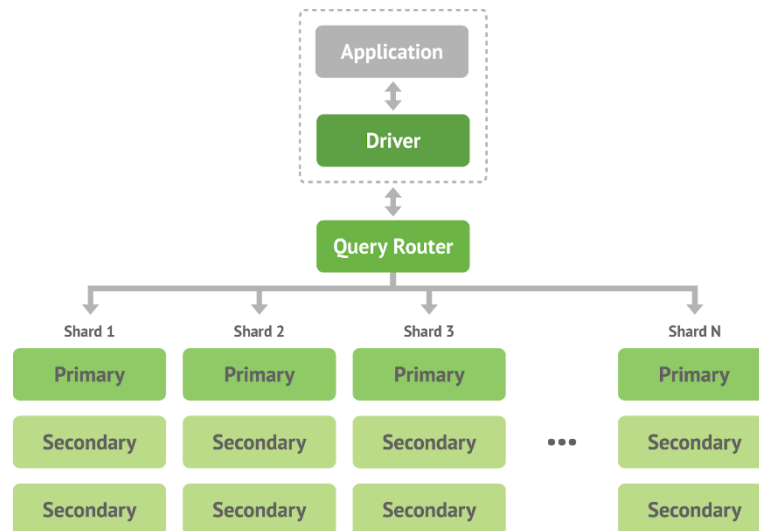 Application
Driver
Query Router
Shard 1 Shard 2 Shard 3 Shard N
Primary Primary Primary Primary
Secondary Secondary Secondary ... Secondary
Secondary Secondary Secondary Secondary